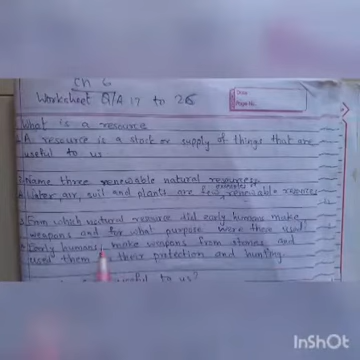 Ch 6
Worksheet Q/A 17 to 26
Date
Page No.
What is a resource
A resource is a stock or supply of things that are
useful to us
Name three renewable natural resources.
Water, air, soil and plants are few examples of renewable resources
From which natural resource did early humans make
weapons and for what purpose were they used
Early humans make weapons from stones and
used them their protection and hunting.
to us?
InShOt